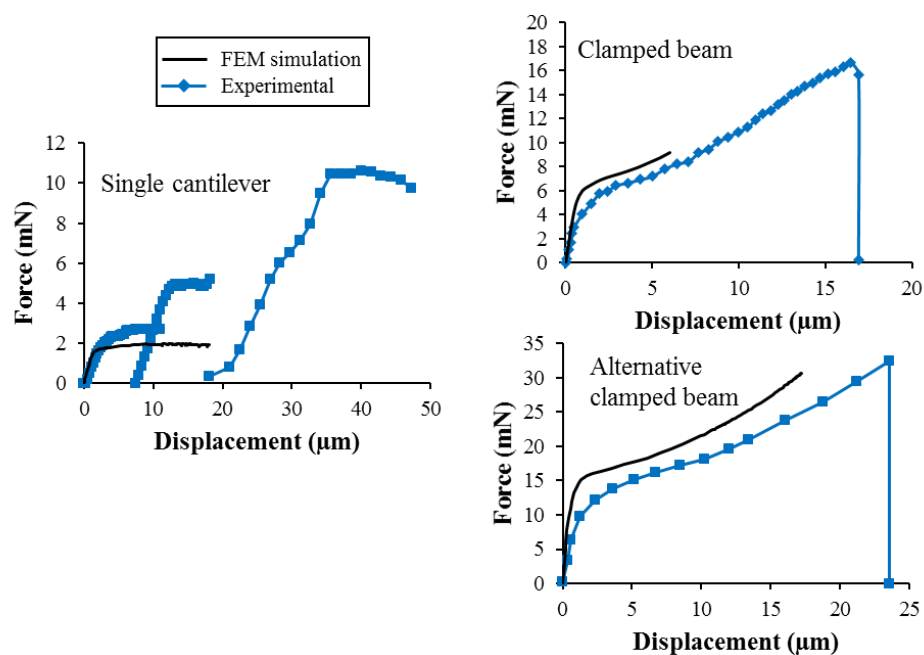 FEM simulation
Experimental
12
10
8
6
4
2
0
0 10 20 30 40 50
Force (mN)
Displacement (µm)
Single cantilever
20
18
16
14
12
10
8
6
4
2
0
0 5 10 15 20
Force (mN)
Displacement (µm)
Clamped beam
35
30
25
20
15
10
5
0
0 5 10 15 20 25
Force (mN)
Displacement (µm)
Alternative
clamped beam